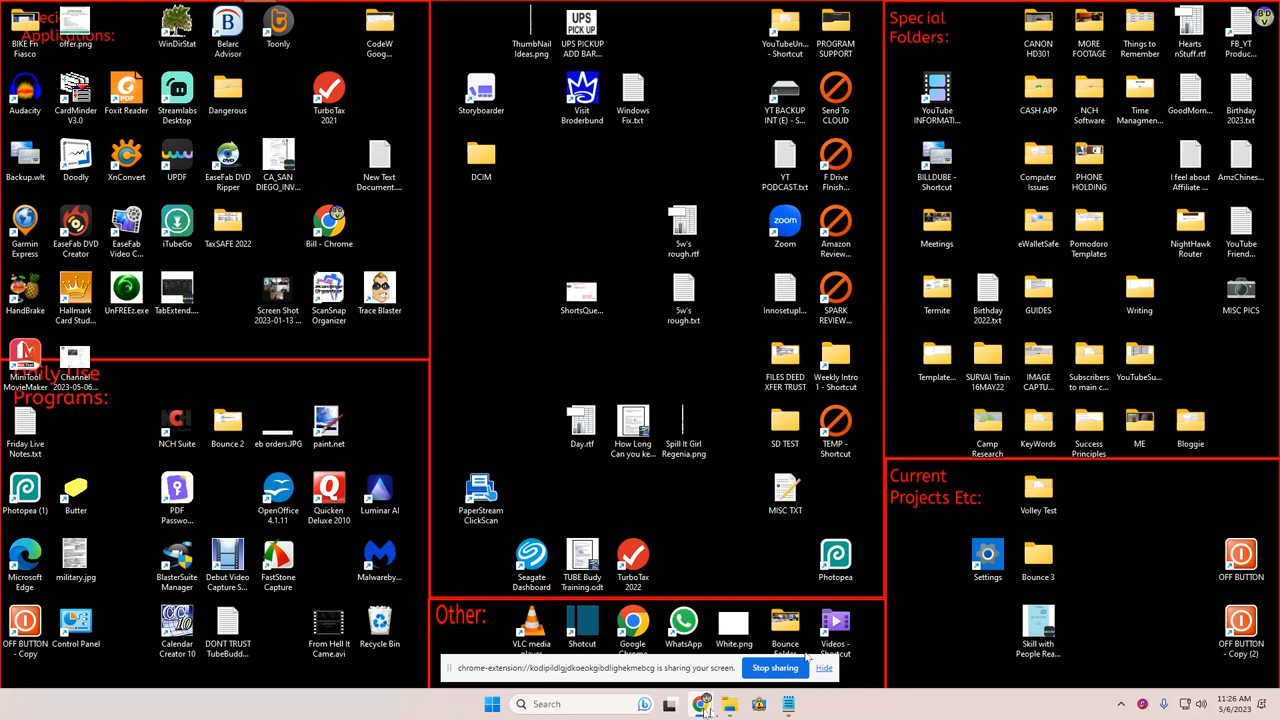 Special
Applications:
BIKE Fn
Fiasco
offer.png
WinDirStat
Belarc
Advisor
Toonly
CodeW
Goog...
Audacity
CardMinder
V3.0
Foxit Reader
Streamlabs
Desktop
Dangerous
TurboTax
2021
Backup.wlt
Doodly
XnConvert
UPDF
EaseFab DVD
Ripper
CA_SAN
DIEGO_INV...
New Text
Document...
Garmin
Express
EaseFab DVD
Creator
EaseFab
Video C...
iTubeGo
TaxSAFE 2022
Bill - Chrome
HandBrake
Hallmark
Card Stud...
UnFREEz.exe
TabExtend...
Screen Shot
2023-01-13 ...
ScanSnap
Organizer
Trace Blaster
MiniTool
MovieMaker
Channel
2023-05-06...
Daily Use
Programs:
Friday Live
Notes.txt
NCH Suite
Bounce 2
eb orders.JPG
paint.net
Photopea (1)
Butter
PDF
Passwo...
OpenOffice
4.1.11
Quicken
Deluxe 2010
Luminar AI
Microsoft
Edge
military.jpg
BlasterSuite
Manager
Debut Video
Capture S...
FastStone
Capture
Malwareby...
OFF BUTTON
- Copy
Control Panel
Calendar
Creator 10
DONT TRUST
TubeBudd...
From Hell It
Came.avi
Recycle Bin
ThumbNail
Ideas.png
UPS
PICK UP
UPS PICKUP
ADD BAR...
YouTubeUn...
- Shortcut
PROGRAM
SUPPORT
Storyboarder
Visit
Broderbund
Windows
Fix.txt
YT BACKUP
INT (E) - S...
Send To
CLOUD
DCIM
YT
PODCAST.txt
F Drive
FInish...
5w's
rough.rtf
zoom
Zoom
Amazon
Review...
ShortsQue...
5w's
rough.txt
Innosetupl...
SPARK
REVIEW...
FILES DEED
XFER TRUST
Weekly Intro
1 - Shortcut
Day.rtf
How Long
Can you ke...
Spill It Girl
Regenia.png
SD TEST
TEMP -
Shortcut
PaperStream
ClickScan
MISC TXT
Seagate
Dashboard
TUBE Budy
Training.odt
TurboTax
2022
Photopea
Other:
VLC media
player
Shotcut
Google
Chrome
WhatsApp
White.png
Bounce
Folder
Videos -
Shortcut
chrome-extension://kodipildlgjdkoeokgibdlighekmebcg is sharing your screen.
Stop sharing
Hide
Special
Folders:
CANON
HD301
MORE
FOOTAGE
Things to
Remember
Hearts
nStuff.rtf
FB_YT
Produc...
YouTube
INFORMATI...
CASH APP
NCH
Software
Time
Managmen...
GoodMorn...
Birthday
2023.txt
BILLDUBE -
Shortcut
Computer
Issues
PHONE
HOLDING
I feel about
Affiliate ...
AmzChines...
Meetings
eWalletSafe
Pomodoro
Templates
NightHawk
Router
YouTube
Friend...
Termite
Birthday
2022.txt
GUIDES
Writing
MISC PICS
Template...
SURVAI Train
16MAY22
IMAGE
CAPTU...
Subscribers
to main c...
YouTubeSu...
Camp
Research
KeyWords
Success
Principles
ME
Bloggie
Current
Projects Etc:
Volley Test
Settings
Bounce 3
OFF BUTTON
Skill with
People Rea...
OFF BUTTON
- Copy (2)
Search
11:26 AM
5/6/2023